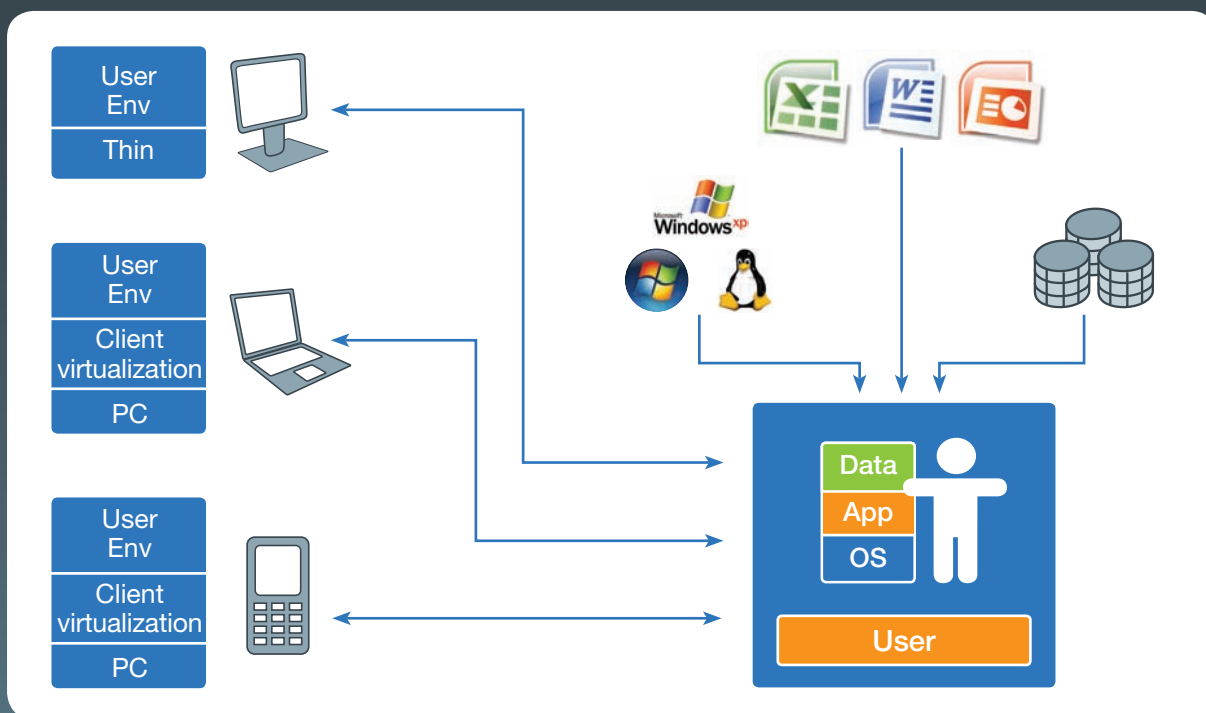 User
Env
Thin
User
Env
Client
virtualization
PC
User
Env
Client
virtualization
PC
Microsoft
Windows xp
Data
App
OS
User